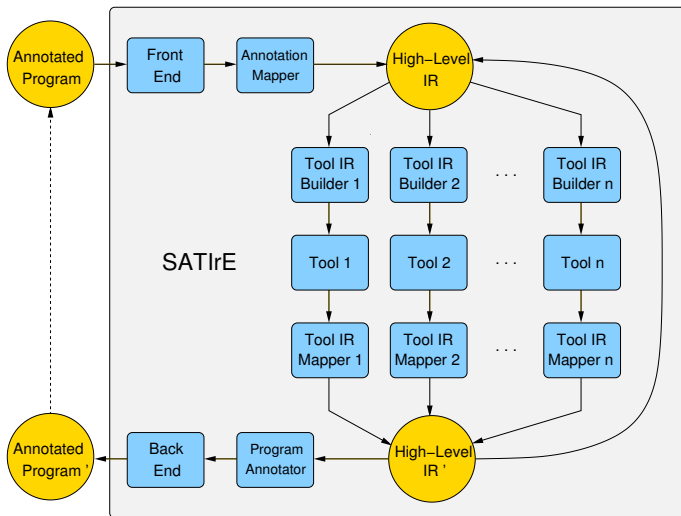 Annotated
Program
Front
End
Annotation
Mapper
High–Level
IR
Tool IR
Builder 1
Tool IR
Builder 2
. . .
Tool IR
Builder n
SATIrE
Tool 1
Tool 2
. . .
Tool n
Tool IR
Mapper 1
Tool IR
Mapper 2
. . .
Tool IR
Mapper n
Annotated
Program '
Back
End
Program
Annotator
High–Level
IR '